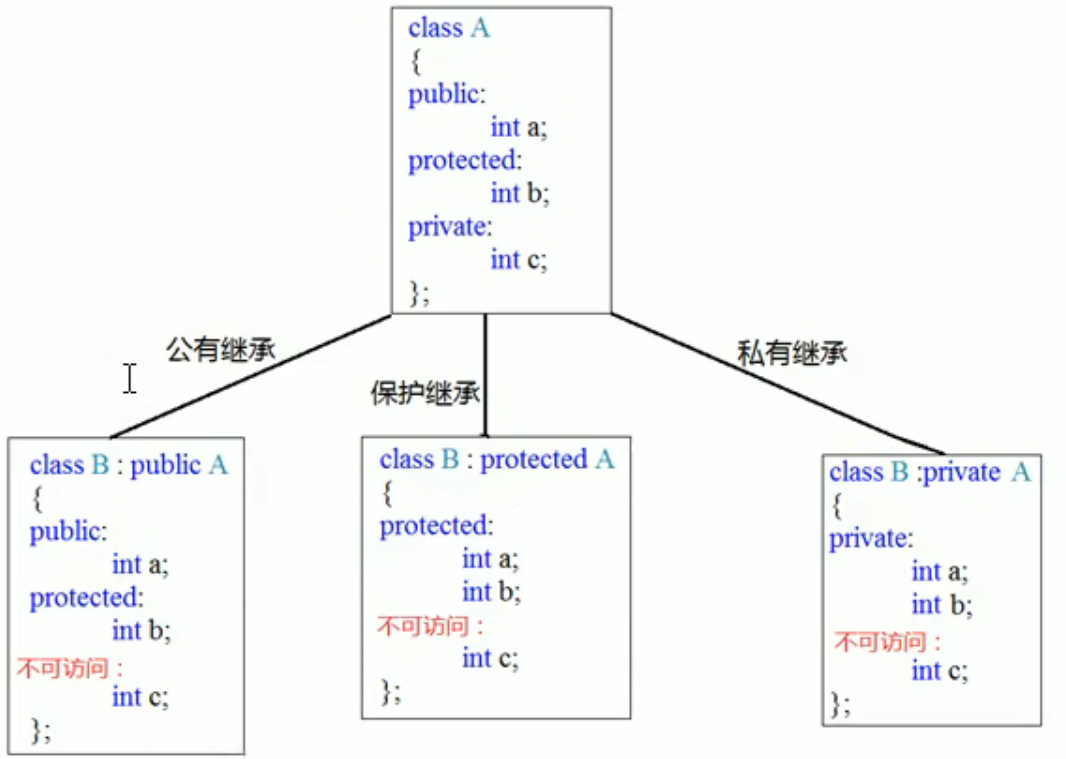 class A
{
public:
int a;
protected:
int b;
private:
int c;
};
公有继承
保护继承
私有继承
class B : public A
{
public:
int a;
protected:
int b;
不可访问：
int c;
};
class B : protected A
{
protected:
int a;
int b;
不可访问：
int c;
};
class B :private A
{
private:
int a;
int b;
不可访问：
int c;
};